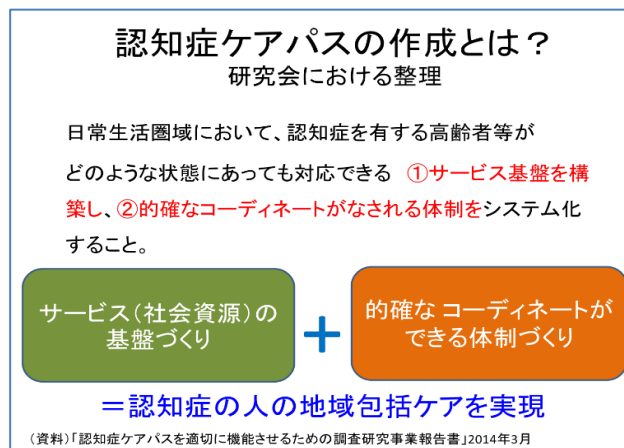 認知症ケアパスの作成とは？
研究会における整理
日常生活圏域において、認知症を有する高齢者等が
どのような状態にあっても対応できる ①サービス基盤を構
築し、②的確なコーディネートがなされる体制をシステム化
すること。
サービス（社会資源）の
基盤づくり
＋
的確な コーディネートが
できる体制づくり
＝認知症の人の地域包括ケアを実現
（資料）「認知症ケアパスを適切に機能させるための調査研究事業報告書」2014年3月